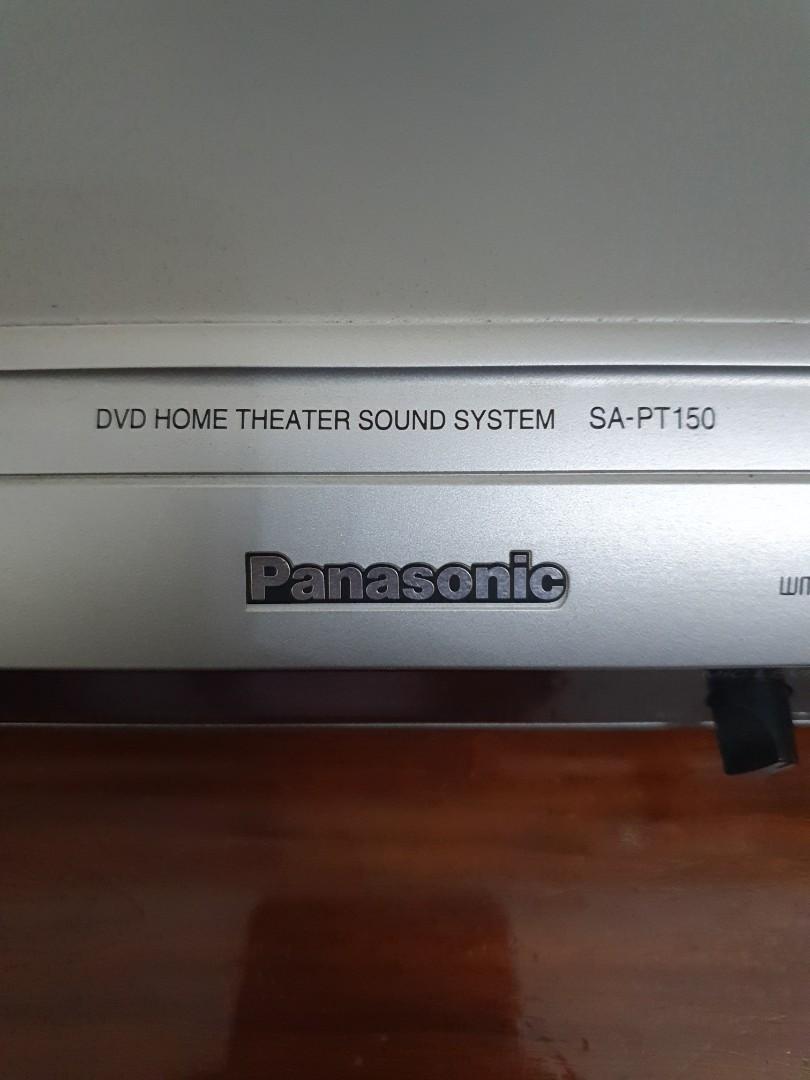 DVD HOME THEATER SOUND SYSTEM SA-PT150
Panasonic